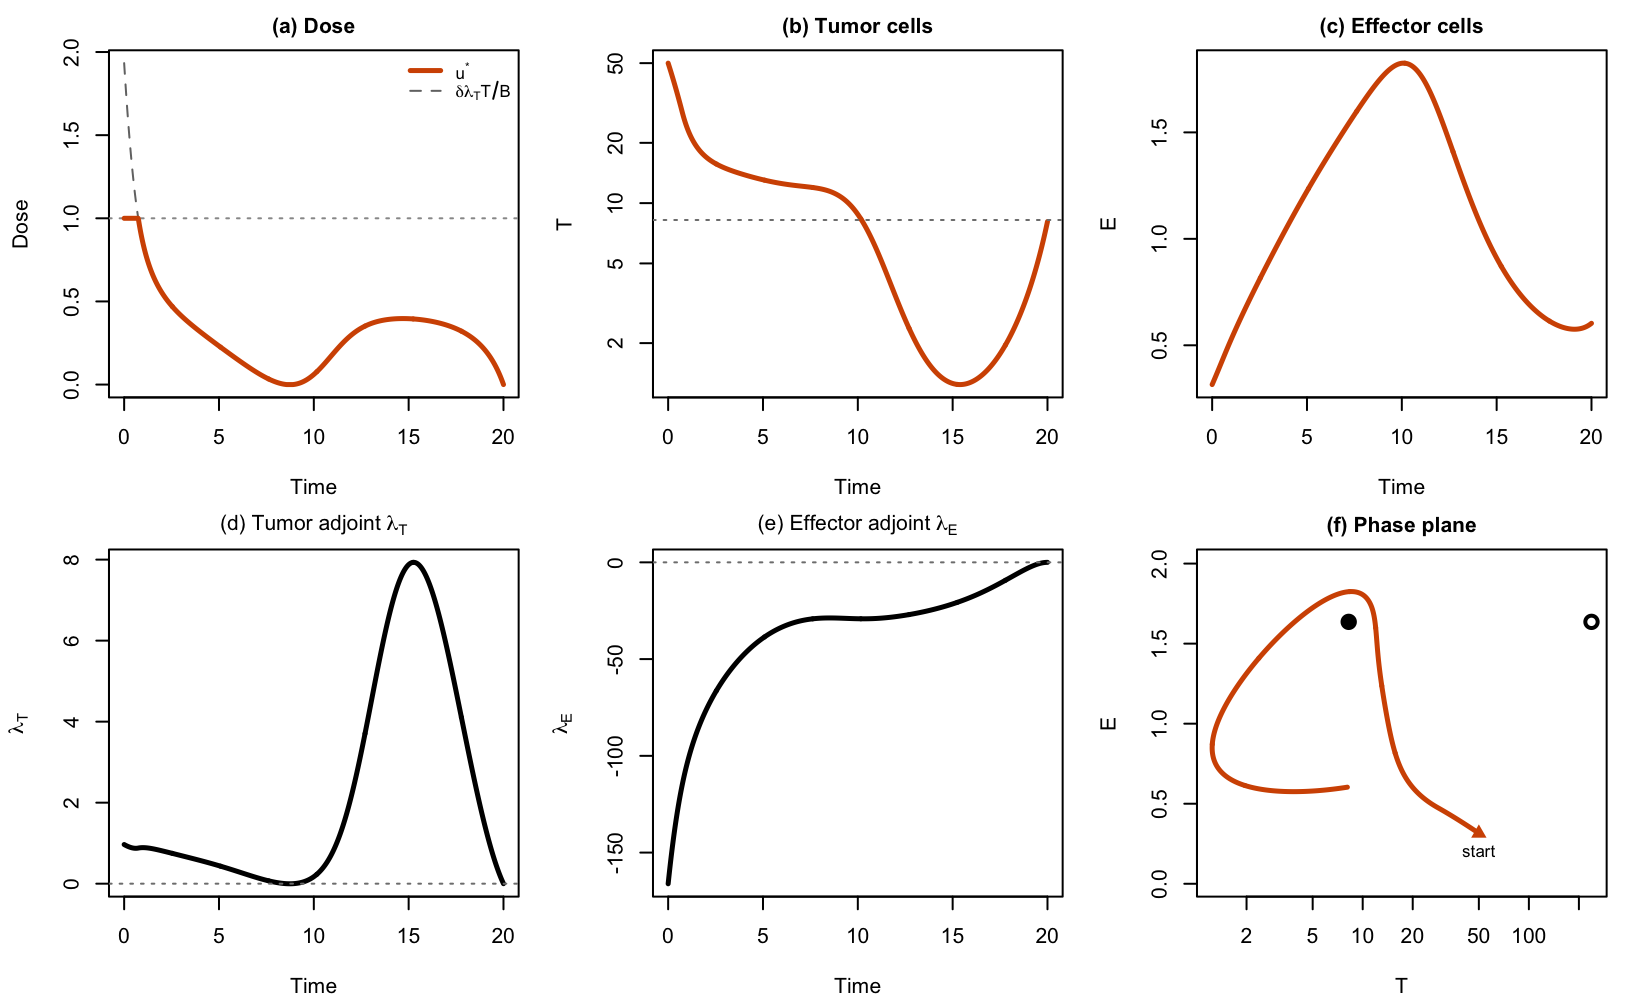 (a) Dose
Dose
2.0
1.5
1.0
0.5
0.0
u*
δλTT/B
0 5 10 15 20
Time
(b) Tumor cells
T
50
20
10
5
2
0 5 10 15 20
Time
(c) Effector cells
E
1.5
1.0
0.5
0 5 10 15 20
Time
(d) Tumor adjoint λT
λT
8
6
4
2
0
0 5 10 15 20
Time
(e) Effector adjoint λE
λE
0
-50
-100
-150
0 5 10 15 20
Time
(f) Phase plane
E
2.0
1.5
1.0
0.5
0.0
start
2 5 10 20 50 100
T